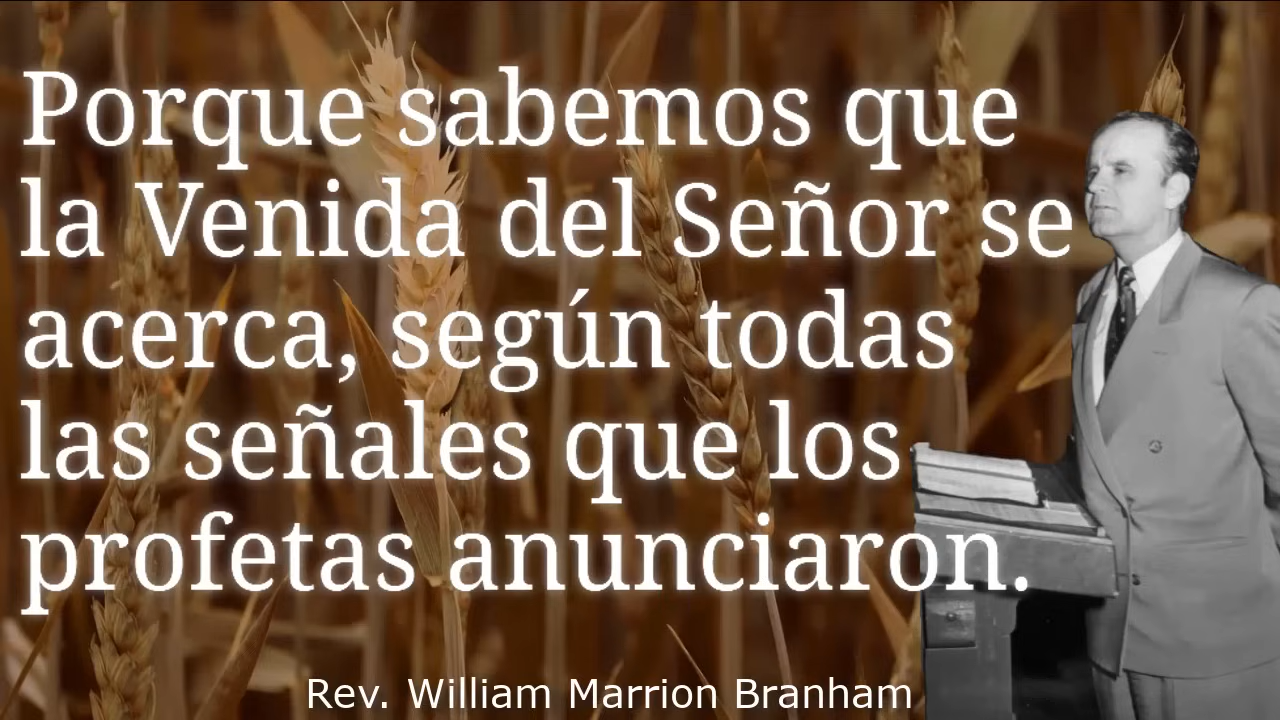 Porque sabemos que
la Venida del Señor se
acerca, según todas
las señales que los
profetas anunciaron.
Rev. William Marrion Branham